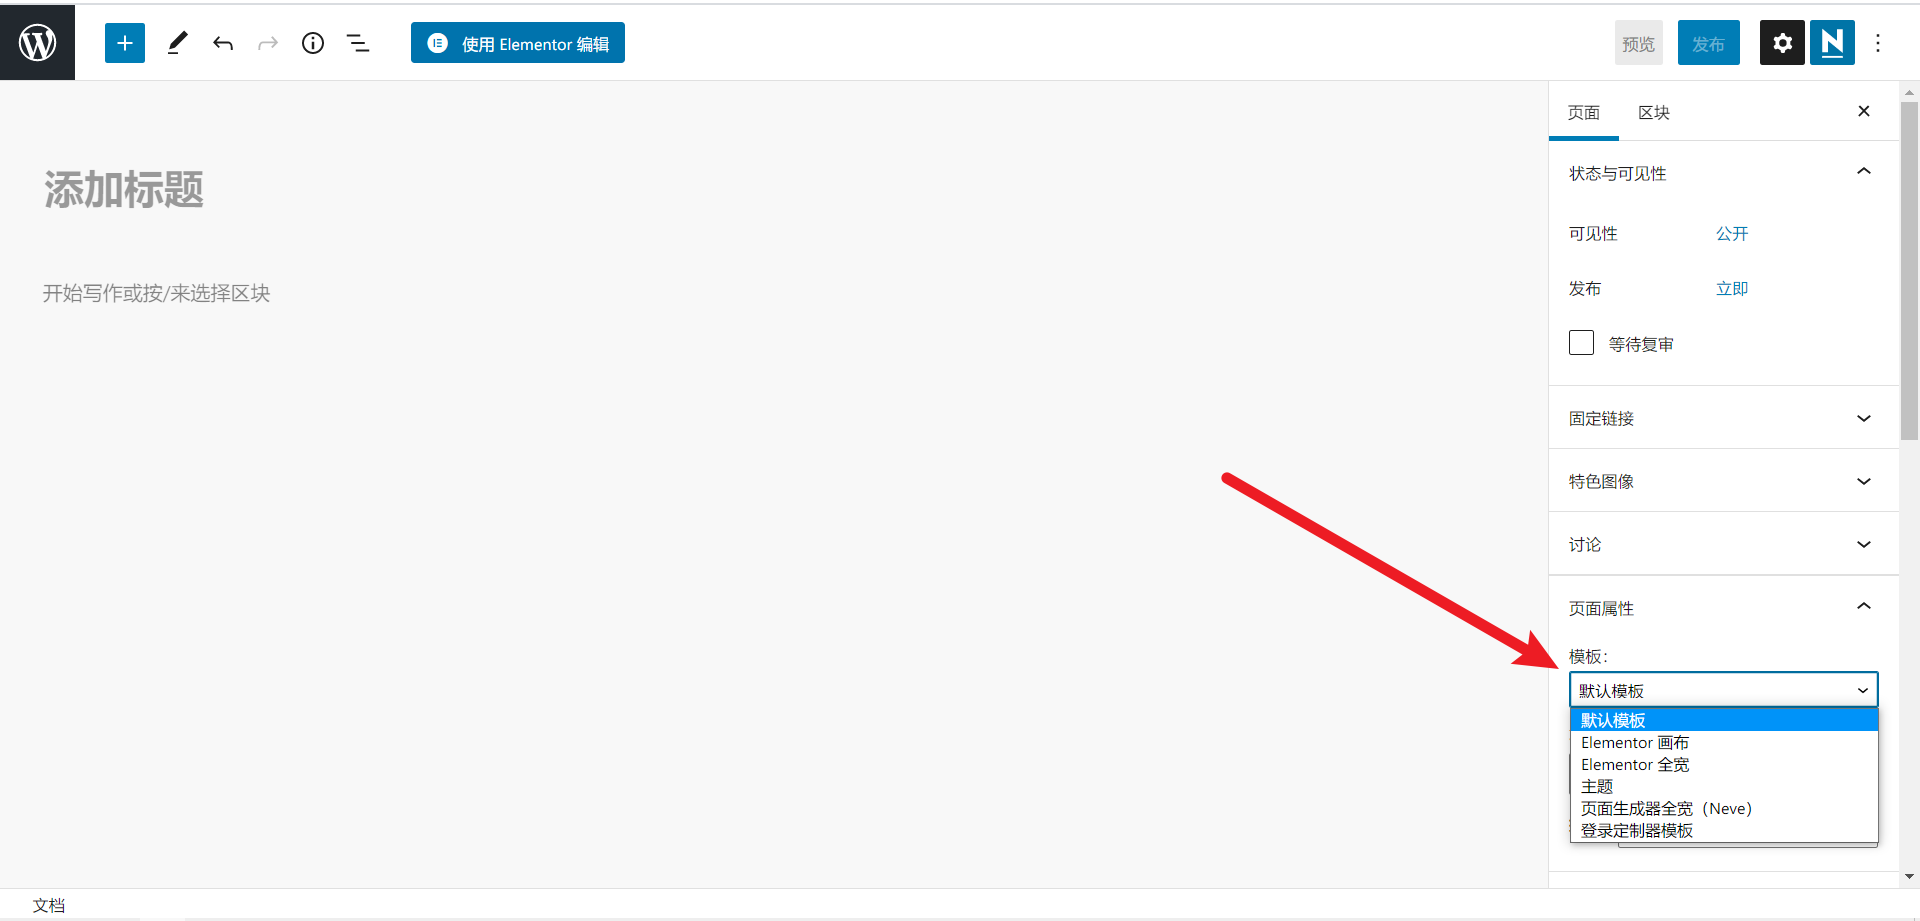 使用 Elementor 编辑
预览
发布
页面
区块
添加标题
开始写作或按/来选择区块
状态与可见性
可见性
公开
发布
立即
等待复审
固定链接
特色图像
讨论
页面属性
模板：
默认模板
默认模板
Elementor 画布
Elementor 全宽
主题
页面生成器全宽（Neve）
登录定制器模板
文档